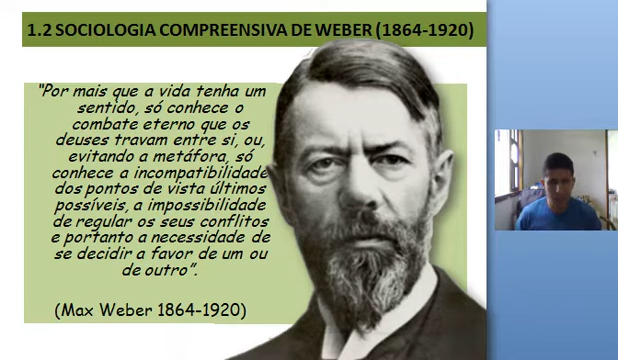 1.2 SOCIOLOGIA COMPREENSIVA DE WEBER (1864-1920)
“Por mais que a vida tenha um
sentido, só conhece o
combate eterno que os
deuses travam entre si, ou,
evitando a metáfora, só
conhece a incompatibilidade
dos pontos de vista últimos
possíveis, a impossibilidade
de regular os seus conflitos
e portanto a necessidade de
se decidir a favor de um ou
de outro”.
(Max Weber 1864-1920)